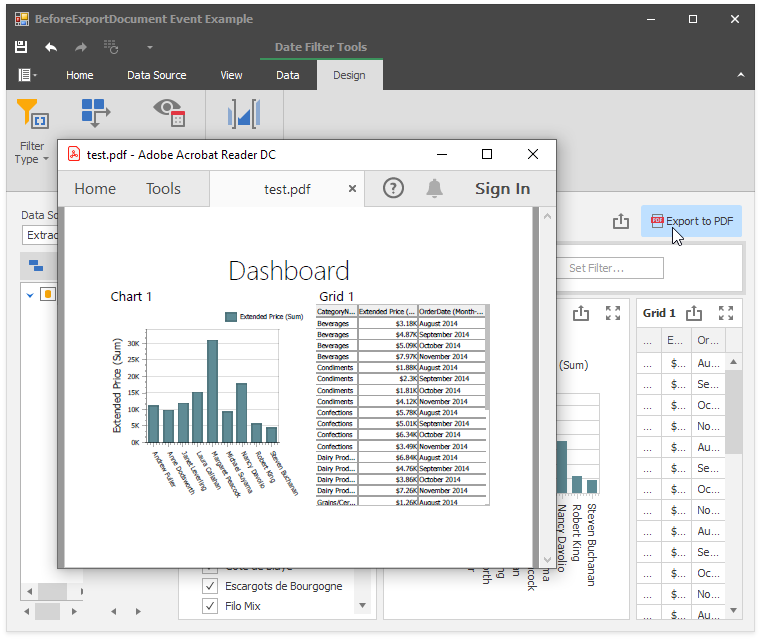 BeforeExportDocument Event Example
Date Filter Tools
Home Data Source View Data Design
Filter
Type
test.pdf - Adobe Acrobat Reader DC
Home Tools test.pdf × ? Sign In
Data So
Extrac
PDF Export to PDF
Set Filter...
Dashboard
Chart 1
Extended Price (Sum)
Extended Price (Sum)
30K
25K
20K
15K
10K
5K
0K
Andrew Fuller
Anne Dodsworth
Janet Leverling
Laura Callahan
Margaret Peacock
Michael Suyama
Nancy Davolio
Robert King
Steven Buchanan
Grid 1
CategoryN... Extended Price (... OrderDate (Month-...
Beverages $3.18K August 2014
Beverages $4.87K September 2014
Beverages $5.09K October 2014
Beverages $7.97K November 2014
Condiments $1.88K August 2014
Condiments $2.3K September 2014
Condiments $1.81K October 2014
Condiments $4.12K November 2014
Confections $5.78K August 2014
Confections $5.01K September 2014
Confections $6.34K October 2014
Confections $3.49K November 2014
Dairy Prod... $6.84K August 2014
Dairy Prod... $4.76K September 2014
Dairy Prod... $3.86K October 2014
Dairy Prod... $7.26K November 2014
Grains/Cer... $1.26K August 2014
(Sum)
Nancy Davolio
Robert King
Steven Buchanan
Grid 1
... E... Or...
... $... Au...
... $... Se...
... $... Oc...
... $... No...
... $... Au...
... $... Se...
... $... Oc...
... $... No...
... $... Au...
... $... Se...
... $... Oc...
... $... No...
... $... Au...
Escargots de Bourgogne
Filo Mix